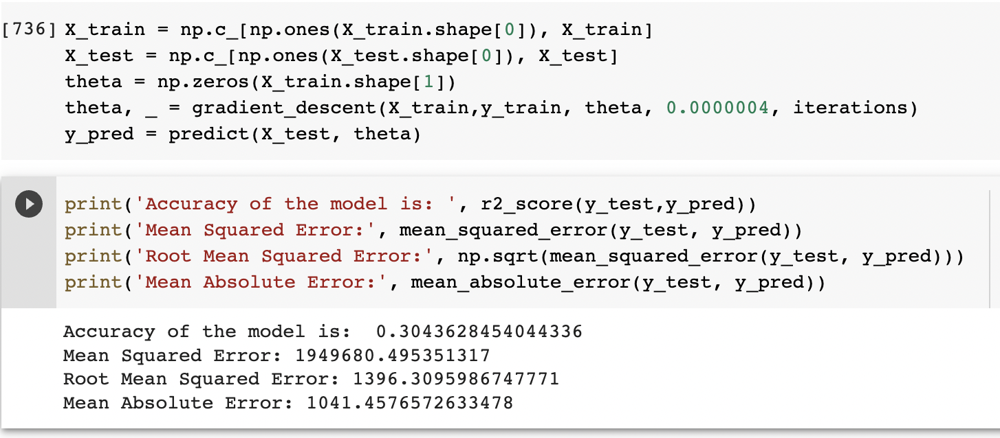 [736] X_train = np.c_[np.ones(X_train.shape[0]), X_train]
X_test = np.c_[np.ones(X_test.shape[0]), X_test]
theta = np.zeros(X_train.shape[1])
theta, _ = gradient_descent(X_train,y_train, theta, 0.0000004, iterations)
y_pred = predict(X_test, theta)
print('Accuracy of the model is: ', r2_score(y_test,y_pred))
print('Mean Squared Error:', mean_squared_error(y_test, y_pred))
print('Root Mean Squared Error:', np.sqrt(mean_squared_error(y_test, y_pred)))
print('Mean Absolute Error:', mean_absolute_error(y_test, y_pred))
Accuracy of the model is:  0.3043628454044336
Mean Squared Error: 1949680.495351317
Root Mean Squared Error: 1396.3095986747771
Mean Absolute Error: 1041.4576572633478